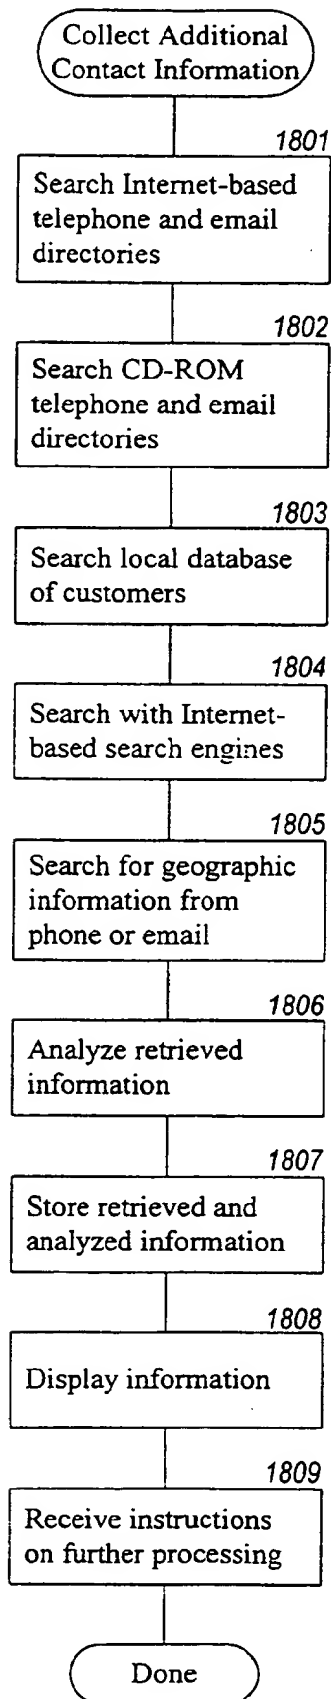 Collect Additional
Contact Information
1801
Search Internet-based
telephone and email
directories
1802
Search CD-ROM
telephone and email
directories
1803
Search local database
of customers
1804
Search with Internet-
based search engines
1805
Search for geographic
information from
phone or email
1806
Analyze retrieved
information
1807
Store retrieved and
analyzed information
1808
Display information
1809
Receive instructions
on further processing
Done